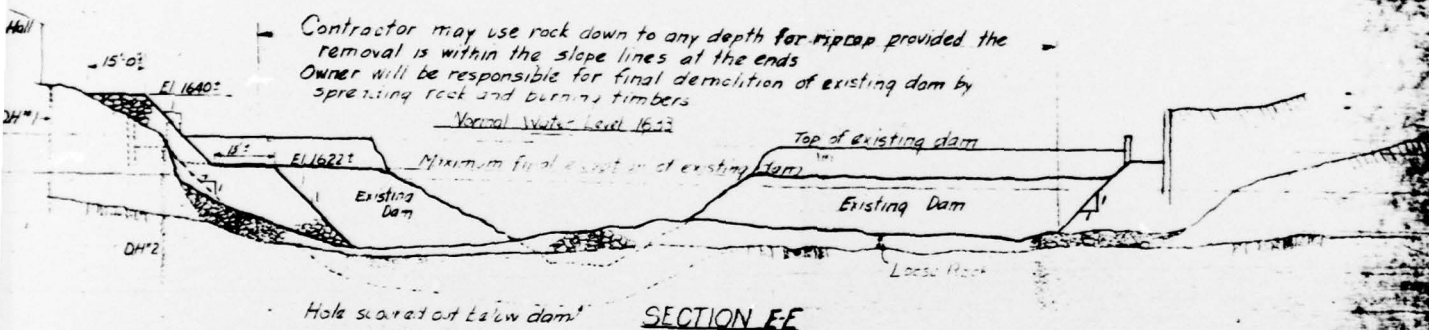 Hall
Contractor may use rock down to any depth for riprap provided the
removal is within the slope lines at the ends
Owner will be responsible for final demolition of existing dam by
spreading rock and burning timbers
15'-0"±
El 1640±
DH#1
Normal Water Level 1633
Top of existing dam
15'±
El 1622±
Maximum final of existing dam
Existing
Dam
Existing Dam
DH#2
Loose Rock
Hole scoured out below dam
SECTION E-E